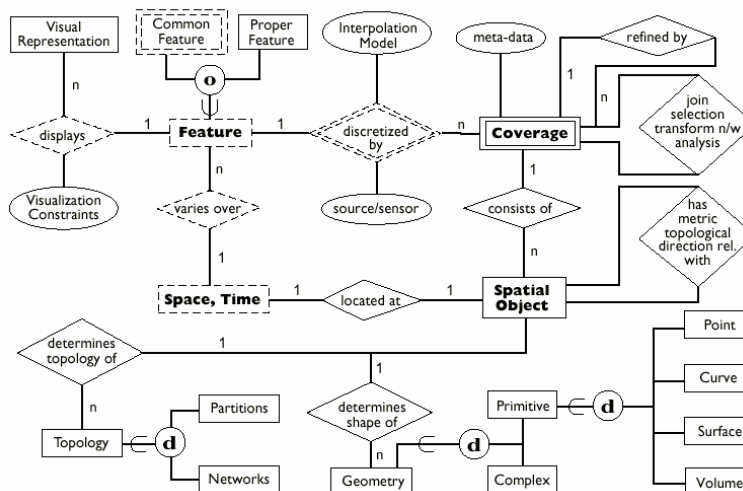 Visual
Representation
Common
Feature
Proper
Feature
Interpolation
Model
meta-data
refined by
o
n
1
n
displays
1
Feature
1
discretized
by
n
Coverage
join
selection
transform n/w
analysis
Visualization
Constraints
n
varies over
source/sensor
1
consists of
has
metric
topological
direction rel.
with
1
n
Space, Time
1
located at
1
Spatial
Object
determines
topology of
1
1
Point
n
Partitions
determines
shape of
Primitive
d
Curve
Topology
d
d
Surface
Networks
n
Geometry
Complex
Volume